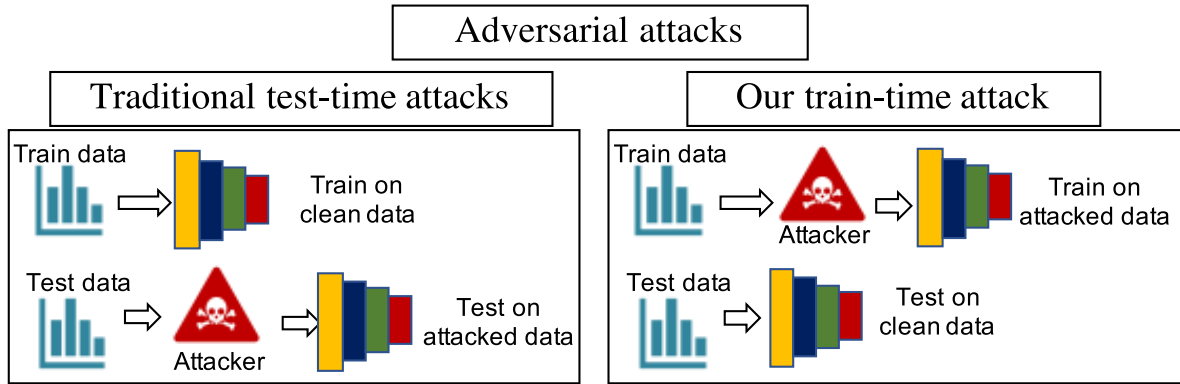 Adversarial attacks
Traditional test-time attacks
Train data
Train on
clean data
Test data
Attacker
Test on
attacked data
Our train-time attack
Train data
Attacker
Train on
attacked data
Test data
Test on
clean data